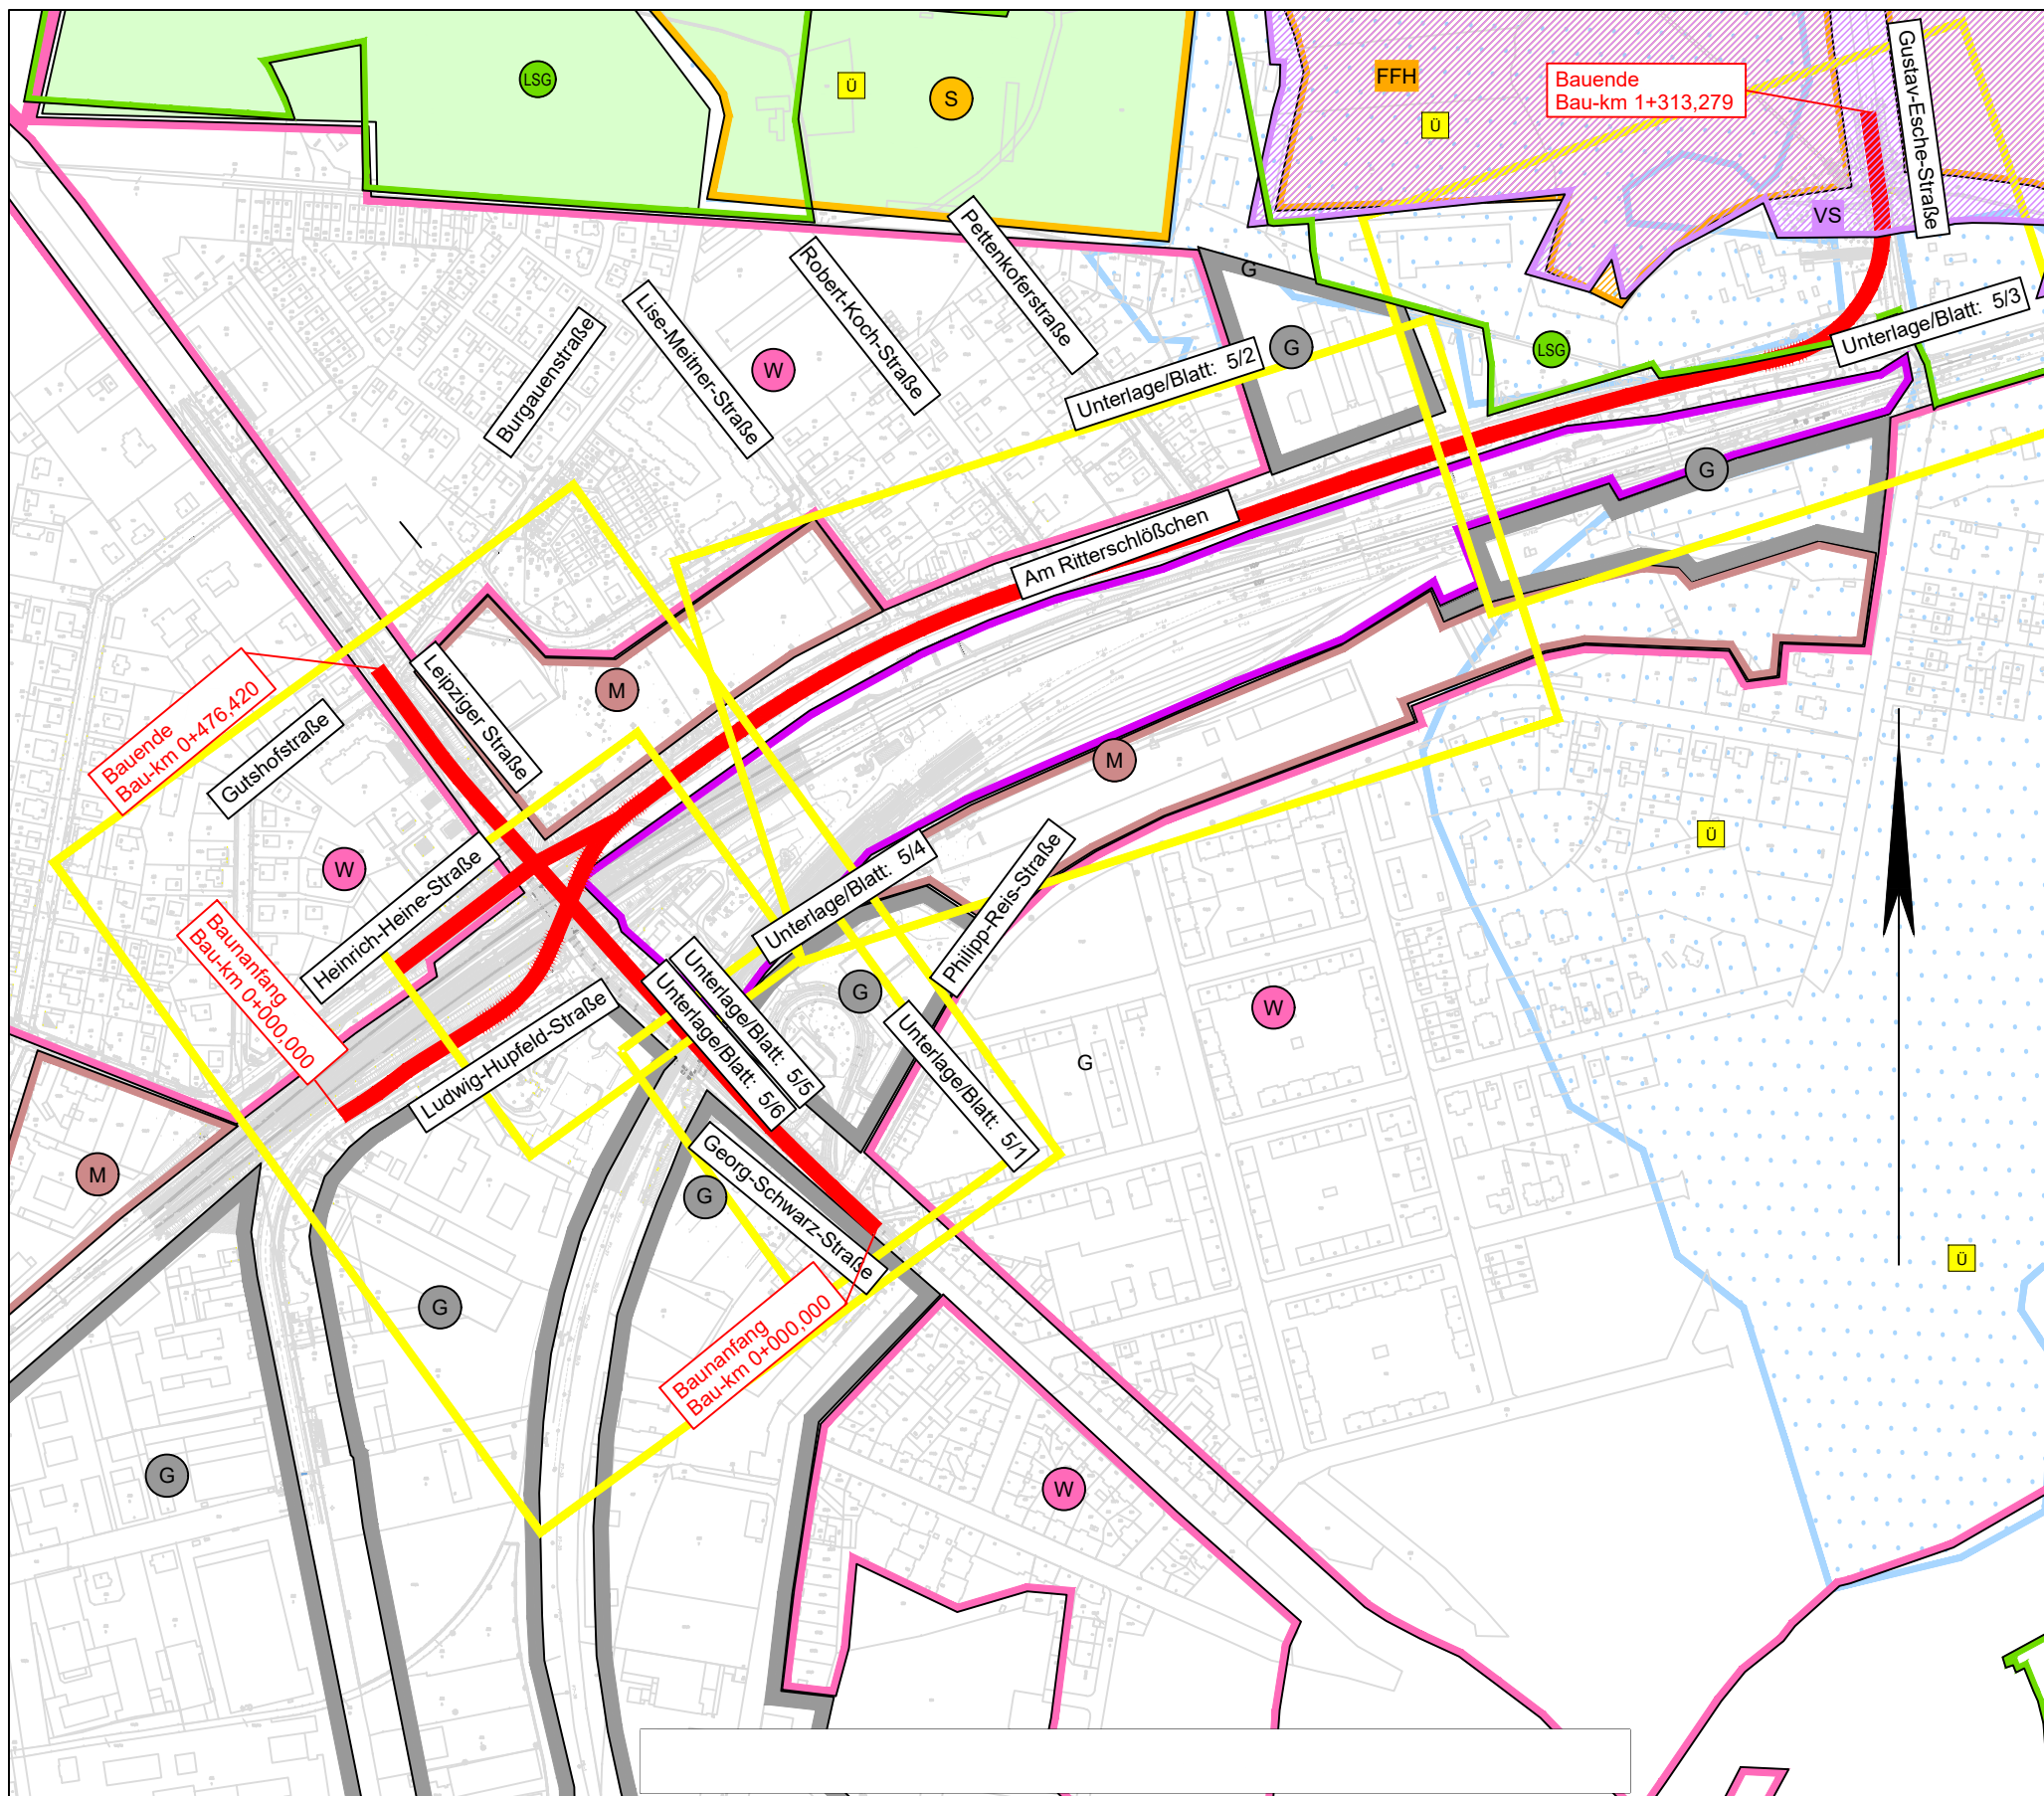 LSG
Ü
S
FFH
Ü
Bauende
Bau-km 1+313,279
Gustav-Esche-Straße
VS
Pettenkoferstraße
Robert-Koch-Straße
Lise-Meitner-Straße
Burgauenstraße
W
G
G
Unterlage/Blatt: 5/2
LSG
Unterlage/Blatt: 5/3
G
Am Ritterschlößchen
Leipziger Straße
M
Bauende
Bau-km 0+476,420
Gutshofstraße
M
Ü
W
Heinrich-Heine-Straße
Unterlage/Blatt: 5/4
Philipp-Reis-Straße
Baunanfang
Bau-km 0+000,000
Unterlage/Blatt: 5/5
Unterlage/Blatt: 5/6
G
W
Ludwig-Hupfeld-Straße
Unterlage/Blatt: 5/1
G
M
G
Georg-Schwarz-Straße
Ü
G
Baunanfang
Bau-km 0+000,000
G
W